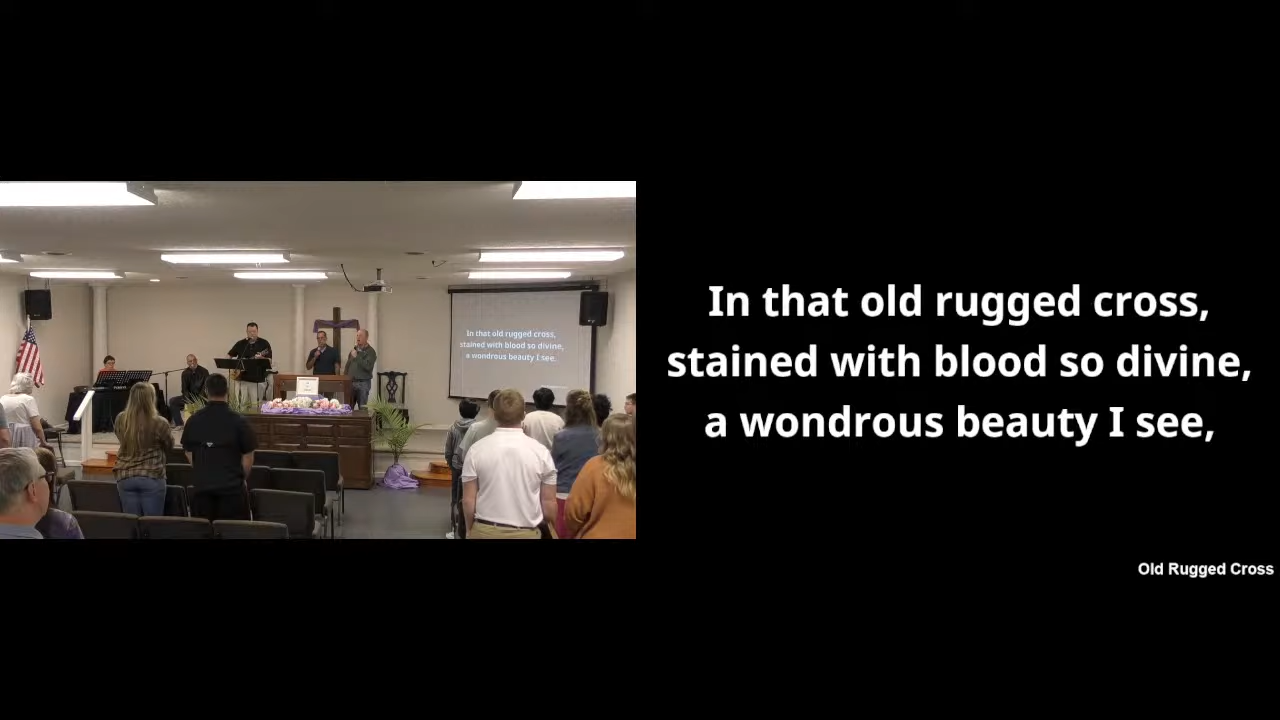 In that old rugged cross,
stained with blood so divine,
a wondrous beauty I see.
In that old rugged cross,
stained with blood so divine,
a wondrous beauty I see,
Old Rugged Cross